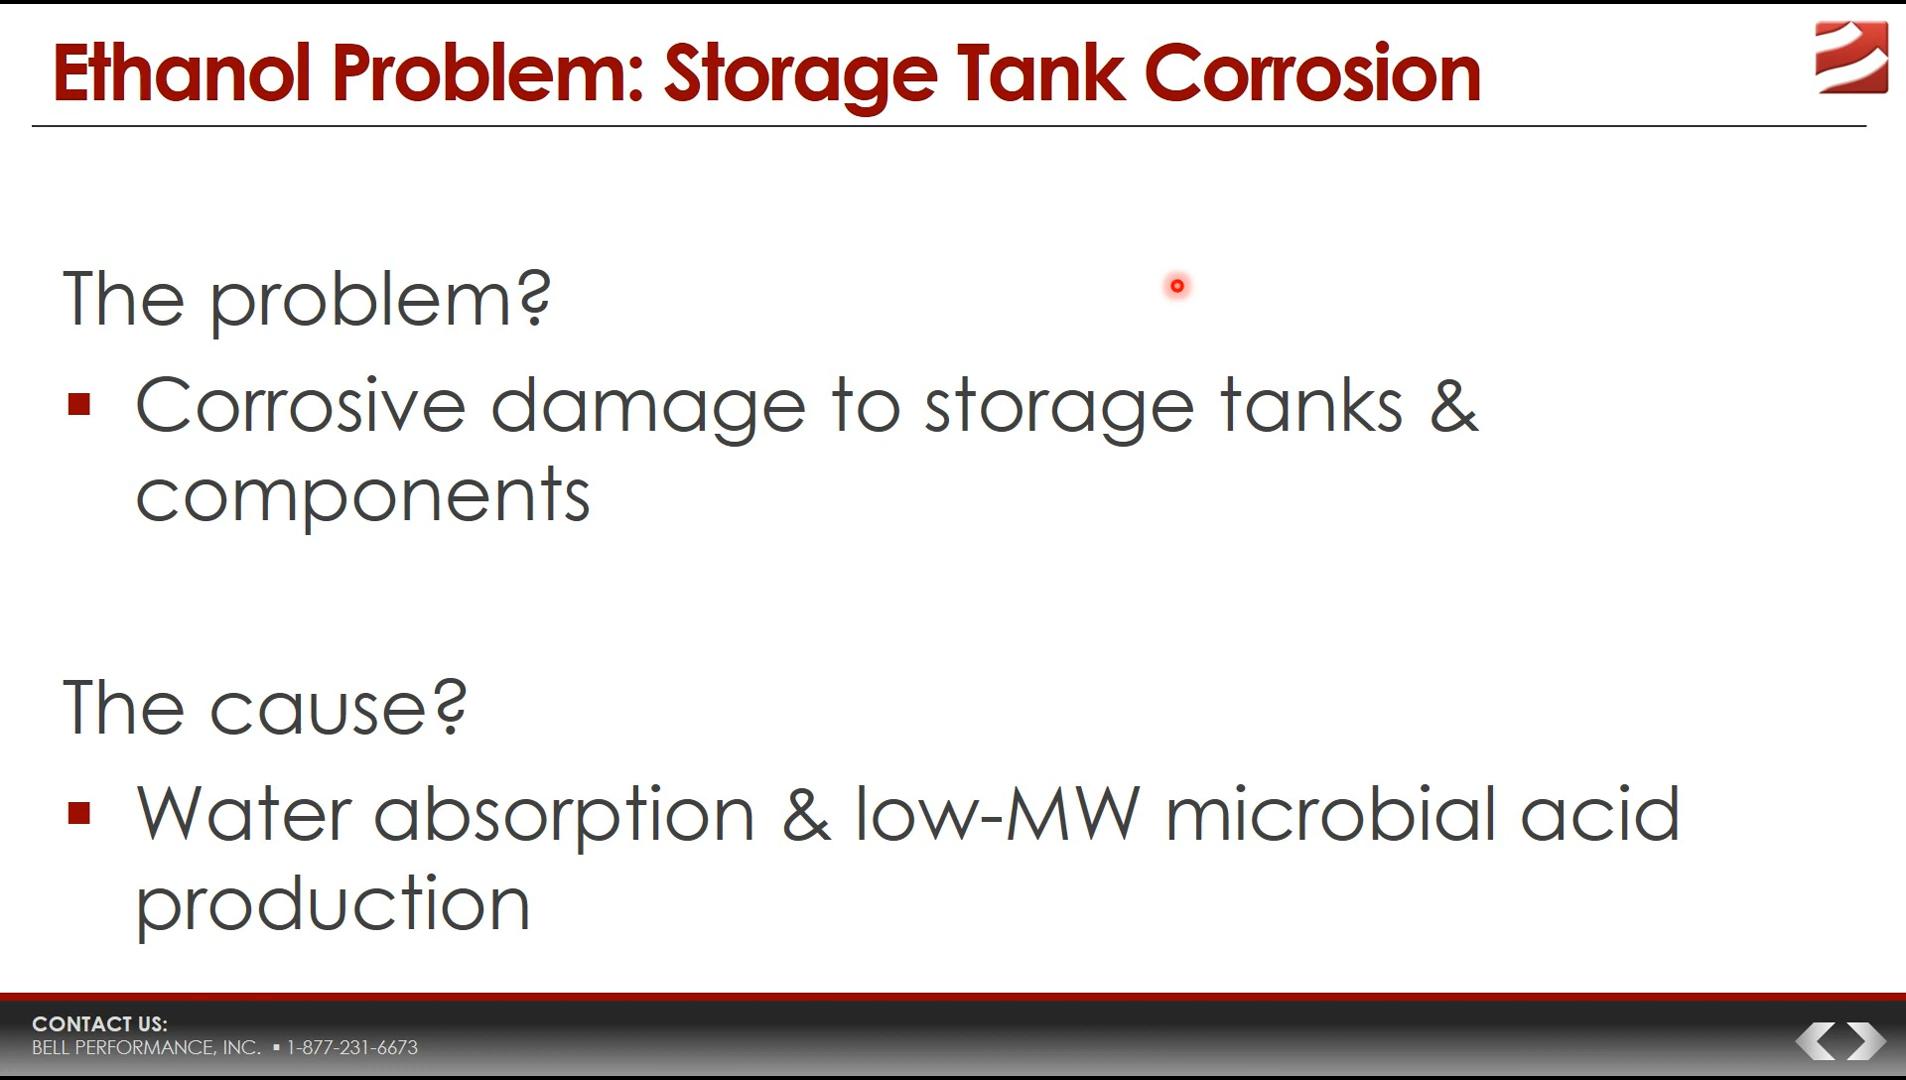 Ethanol Problem: Storage Tank Corrosion
The problem?
▪ Corrosive damage to storage tanks &
components
The cause?
▪ Water absorption & low-MW microbial acid
production
CONTACT US:
BELL PERFORMANCE, INC. ▪ 1-877-231-6673